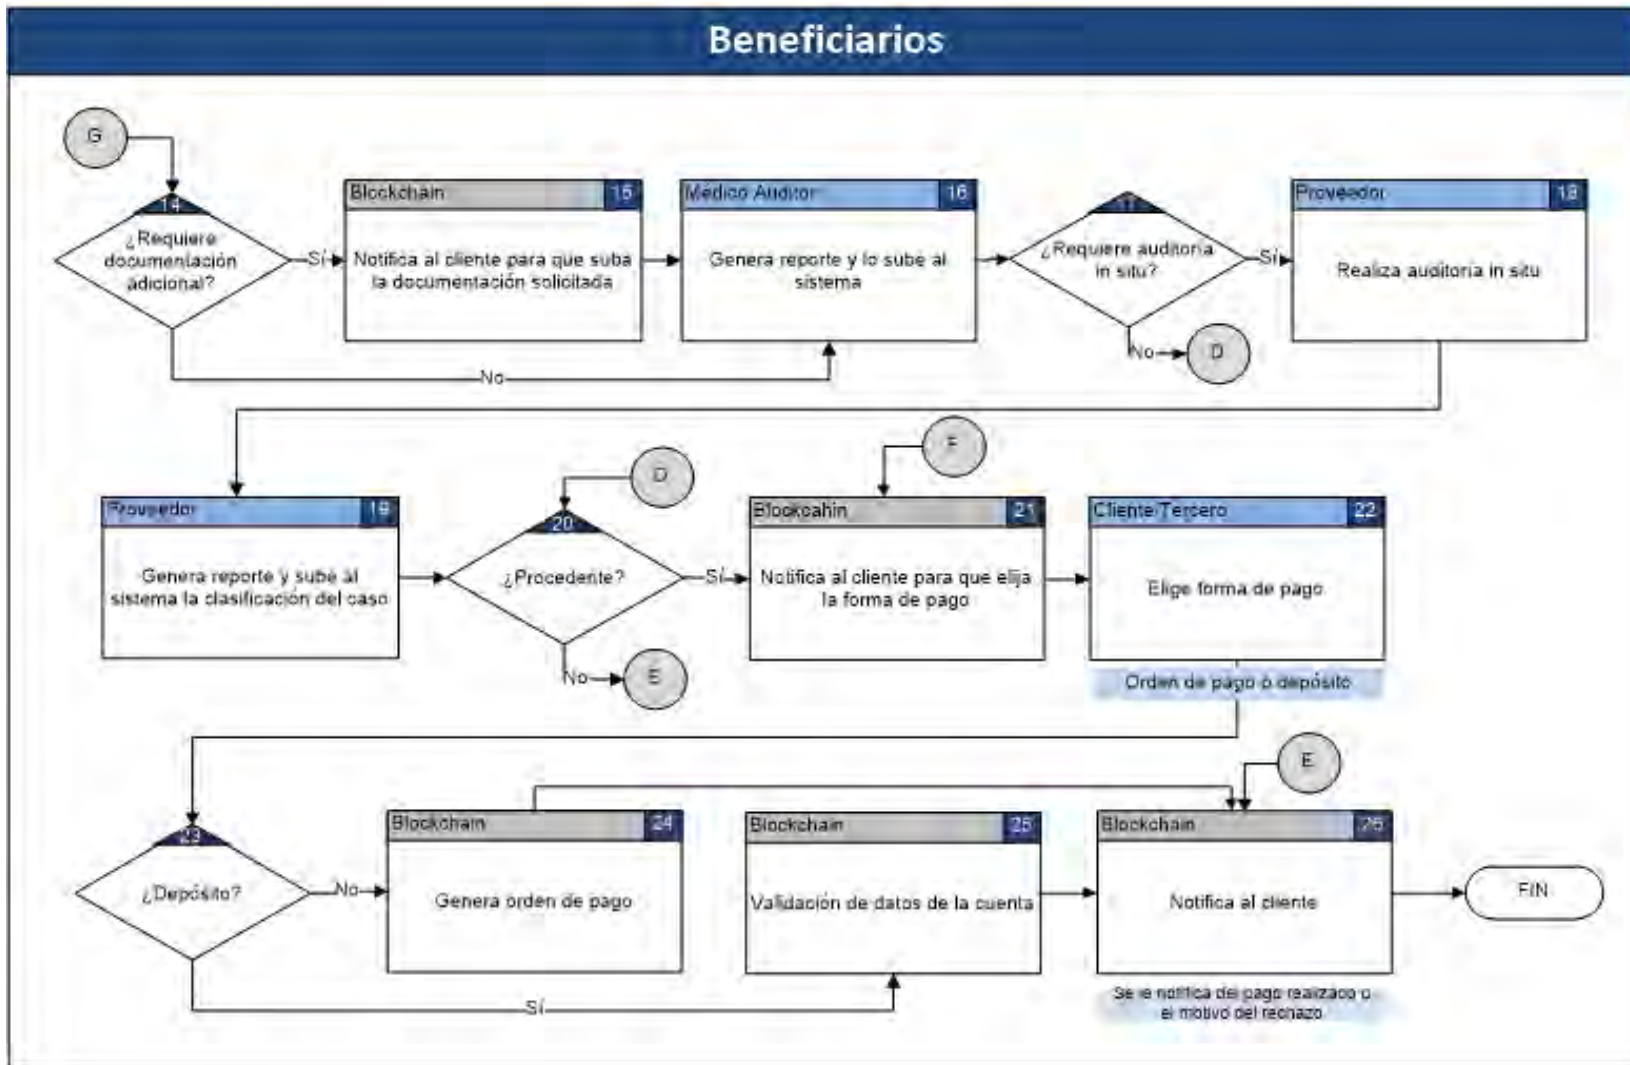 Beneficiarios
G
14
¿Requiere
documentación
adicional?
Sí
No
Blockchain 15
Notifica al cliente para que suba
la documentación solicitada
Médico Auditor 16
Genera reporte y lo sube al
sistema
17
¿Requiere auditoría
in situ?
Sí
No
D
Proveedor 18
Realiza auditoría in situ
Proveedor 19
Genera reporte y sube al
sistema la clasificación del caso
D
20
¿Procedente?
Sí
No
E
F
Blockcahin 21
Notifica al cliente para que elija
la forma de pago
Cliente/Tercero 22
Elige forma de pago
Orden de pago o depósito
23
¿Depósito?
No
Sí
Blockchain 24
Genera orden de pago
Blockchain 25
Validación de datos de la cuenta
E
Blockchain 26
Notifica al cliente
Se le notifica del pago realizado o
el motivo del rechazo
FIN